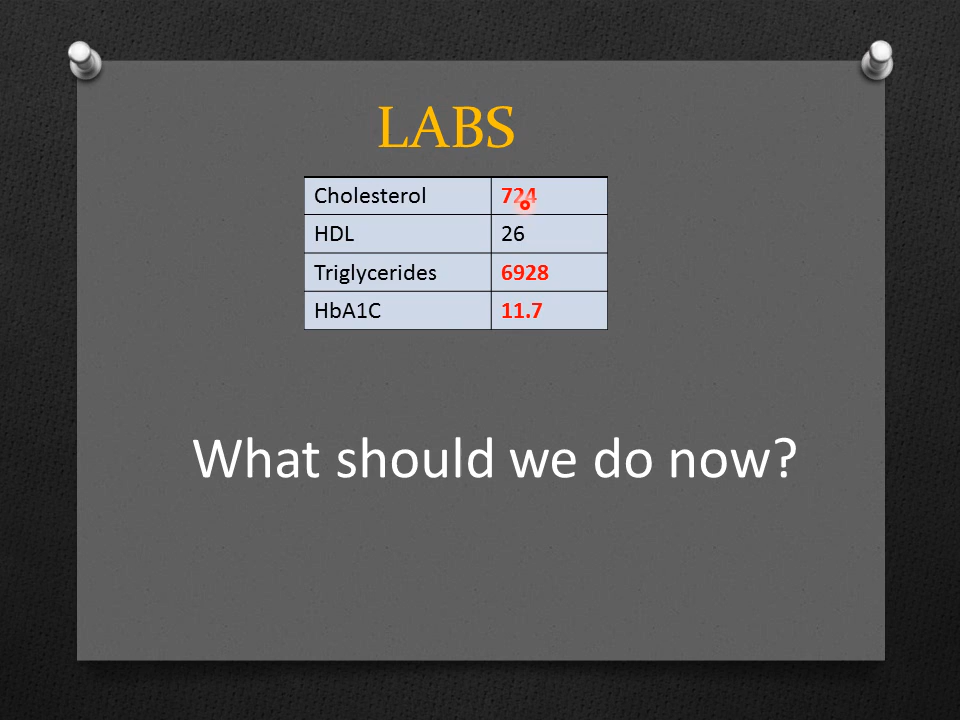 LABS
Cholesterol 724
HDL 26
Triglycerides 6928
HbA1C 11.7
What should we do now?